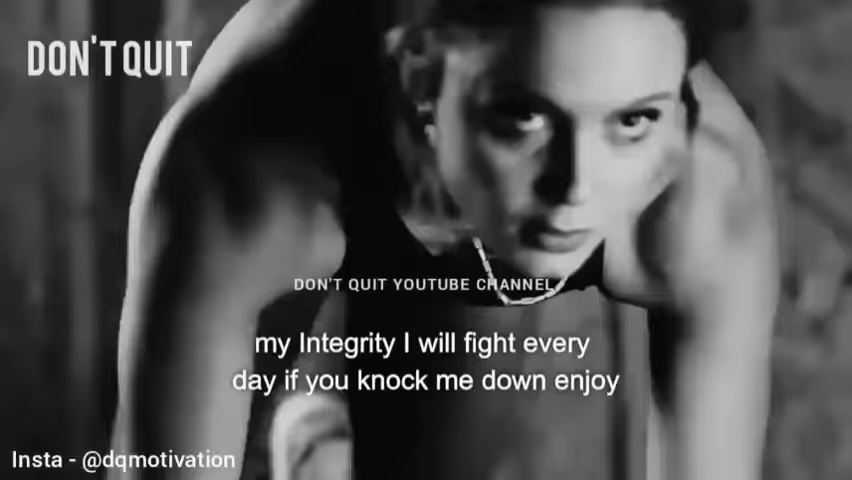 DON'T QUIT
DON'T QUIT YOUTUBE CHANNEL
my Integrity I will fight every
day if you knock me down enjoy
Insta - @dqmotivation